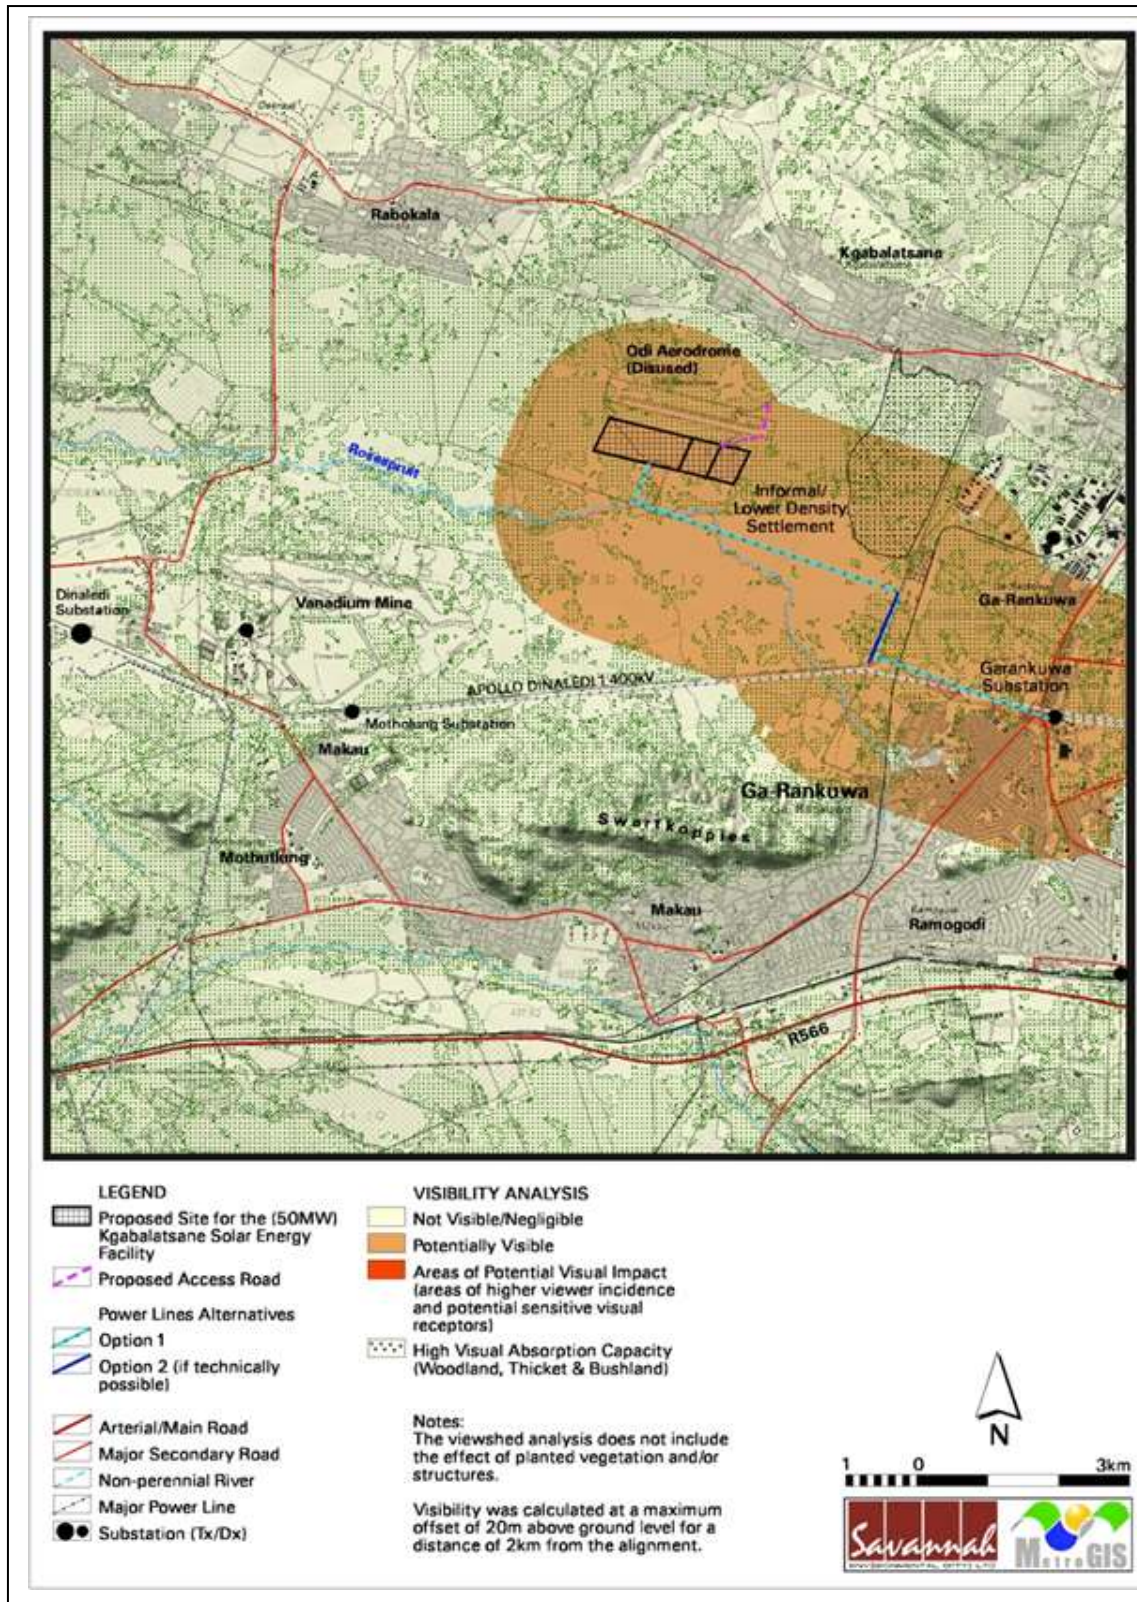 Rabokala
Kgabalatsane
Odi Aerodrome
(Disused)
Rosespruit
Informal/
Lower Density
Settlement
Dinaledi
Substation
Vanadium Mine
Ga-Rankuwa
Garankuwa
Substation
APOLLO DINALEDI 1 400kV
Motholung Substation
Makau
Ga-Rankuwa
Swartkoppies
Mothutlung
Makau
Ramogodi
R566
LEGEND
Proposed Site for the (50MW)
Kgabalatsane Solar Energy
Facility
Proposed Access Road
Power Lines Alternatives
Option 1
Option 2 (if technically
possible)
Arterial/Main Road
Major Secondary Road
Non-perennial River
Major Power Line
Substation (Tx/Dx)
VISIBILITY ANALYSIS
Not Visible/Negligible
Potentially Visible
Areas of Potential Visual Impact
(areas of higher viewer incidence
and potential sensitive visual
receptors)
High Visual Absorption Capacity
(Woodland, Thicket & Bushland)
Notes:
The viewshed analysis does not include
the effect of planted vegetation and/or
structures.
Visibility was calculated at a maximum
offset of 20m above ground level for a
distance of 2km from the alignment.
N
1 0 3km
Savannah
ENVIRONMENTAL (PTY) LTD
MetroGIS